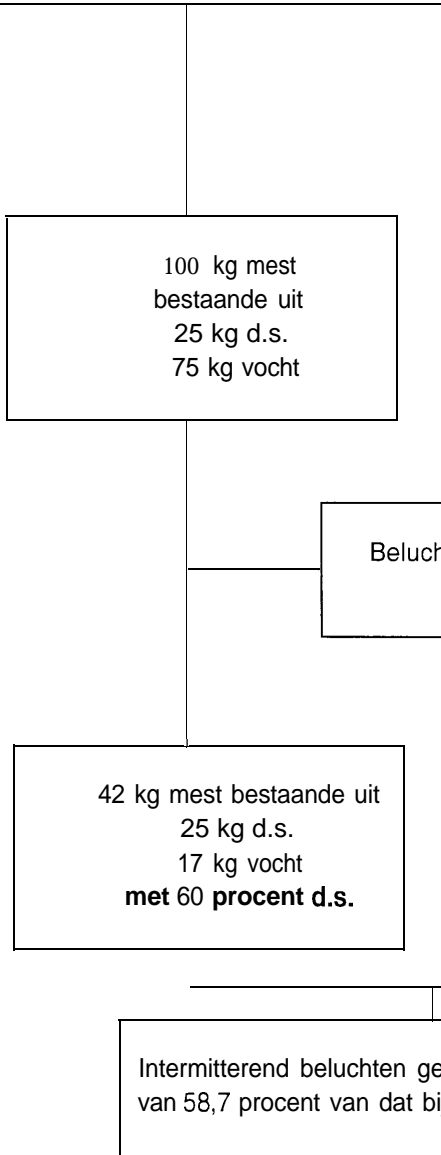 100 kg mest
bestaande uit
25 kg d.s.
75 kg vocht
Beluch
42 kg mest bestaande uit
25 kg d.s.
17 kg vocht
met 60 procent d.s.
Intermitterend beluchten ge
van 58,7 procent van dat bi